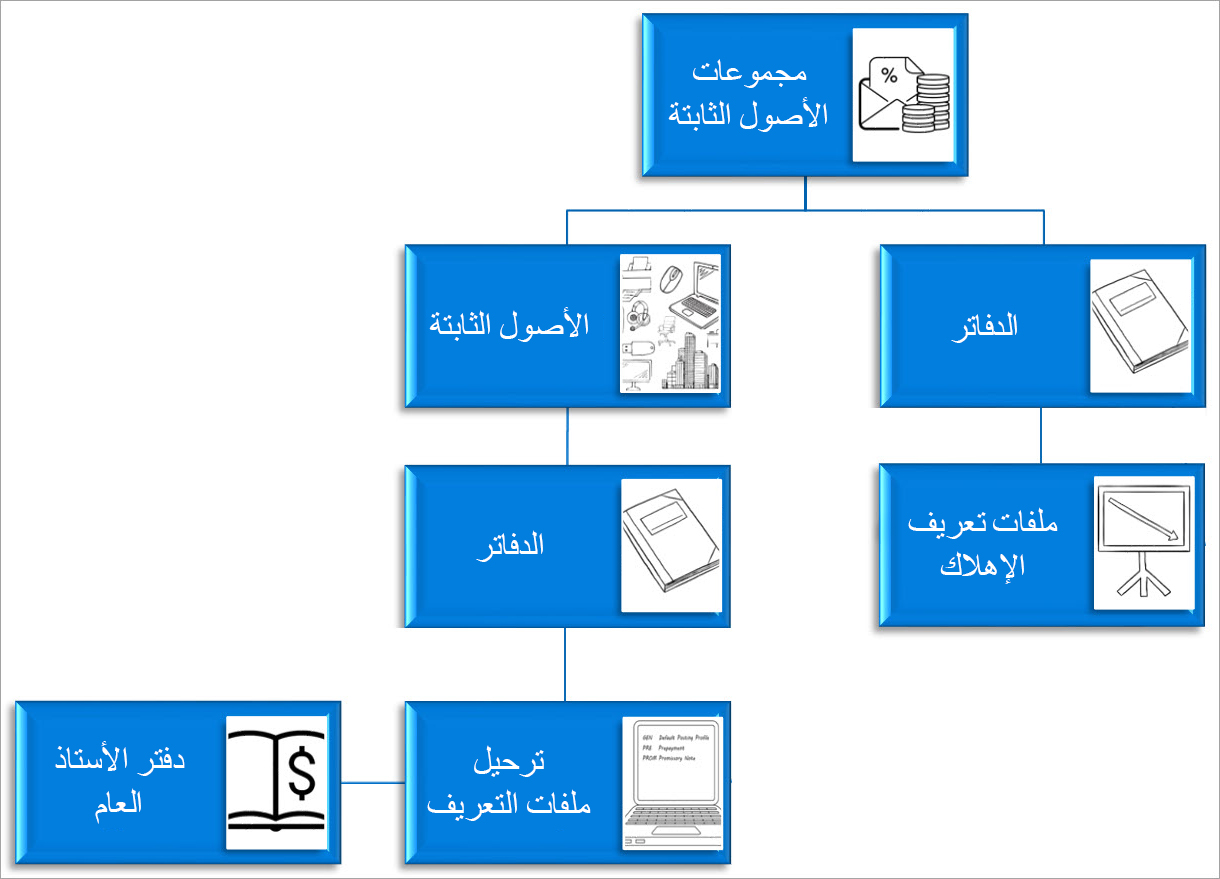 مجموعات
الأصول الثابتة
%
الدفاتر
الأصول الثابتة
ملفات تعريف
الإهلاك
الدفاتر
ترحيل
ملفات التعريف
GEN Default Posting Profile
PRE Prepayment
PROM Promissory Note
دفتر الأستاذ
العام
$